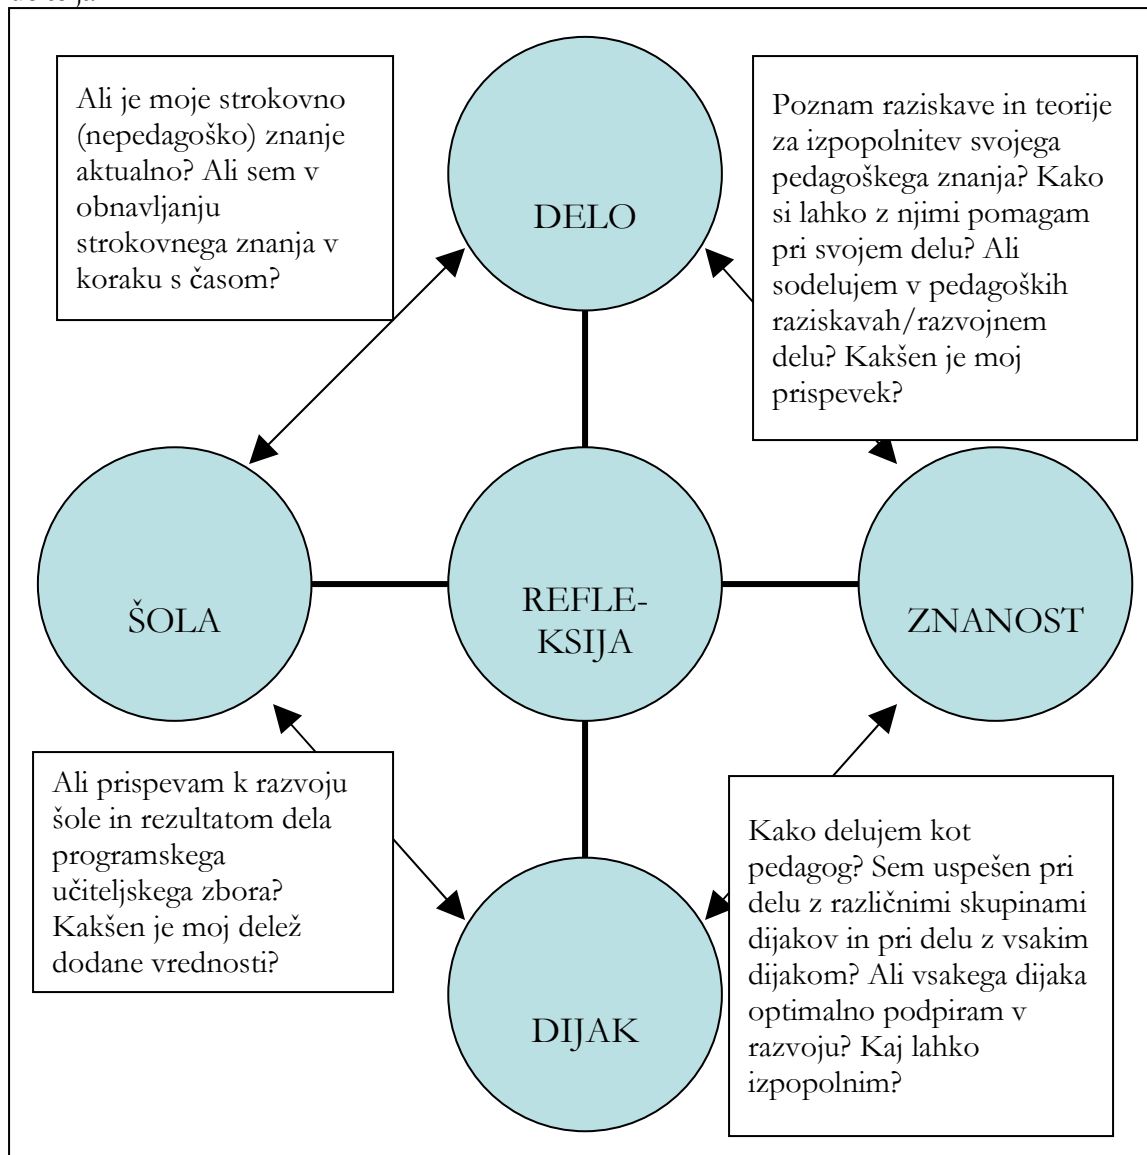 Ali je moje strokovno
(nepedagoško) znanje
aktualno? Ali sem v
obnavljanju
strokovnega znanja v
koraku s časom?
DELO
Poznam raziskave in teorije
za izpopolnitev svojega
pedagoškega znanja? Kako
si lahko z njimi pomagam
pri svojem delu? Ali
sodelujem v pedagoških
raziskavah/razvojnem
delu? Kakšen je moj
prispevek?
ŠOLA
REFLE-
KSIJA
ZNANOST
Ali prispevam k razvoju
šole in rezultatom dela
programskega
učiteljskega zbora?
Kakšen je moj delež
dodane vrednosti?
DIJAK
Kako delujem kot
pedagog? Sem uspešen pri
delu z različnimi skupinami
dijakov in pri delu z vsakim
dijakom? Ali vsakega dijaka
optimalno podpiram v
razvoju? Kaj lahko
izpopolnim?